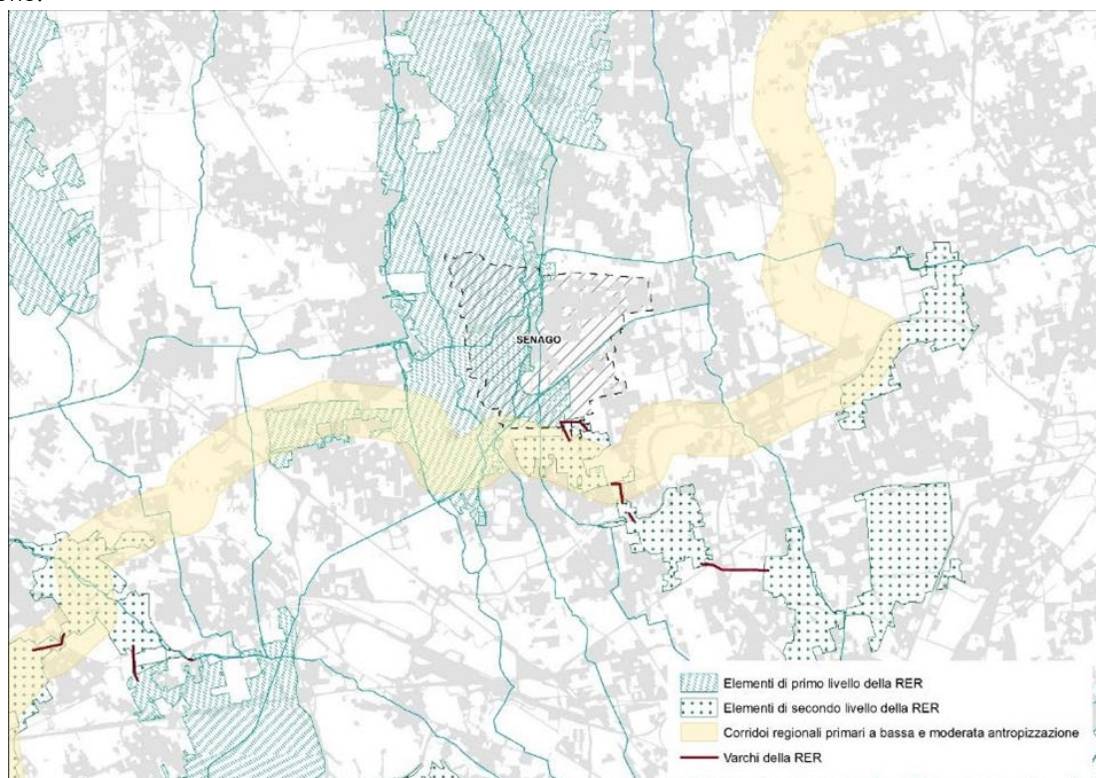 SENAGO
Elementi di primo livello della RER
Elementi di secondo livello della RER
Corridoi regionali primari a bassa e moderata antropizzazione
Varchi della RER